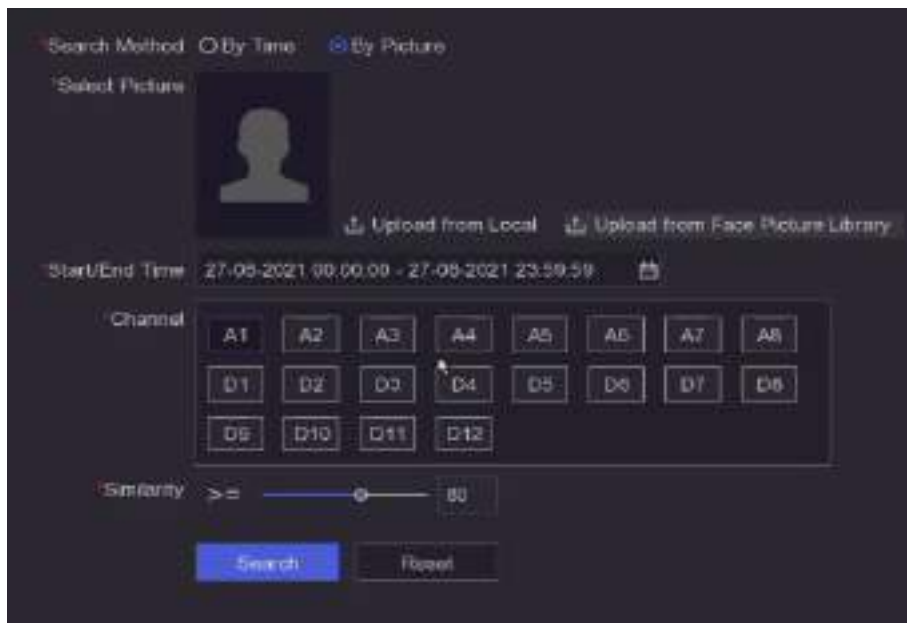 *Search Method By Time By Picture
*Select Picture
Upload from Local Upload from Face Picture Library
*Start/End Time 27-08-2021 00:00:00 - 27-08-2021 23:59:59
*Channel
A1 A2 A3 A4 A5 A6 A7 A8
D1 D2 D3 D4 D5 D6 D7 D8
D9 D10 D11 D12
*Similarity >= 60
Search Reset